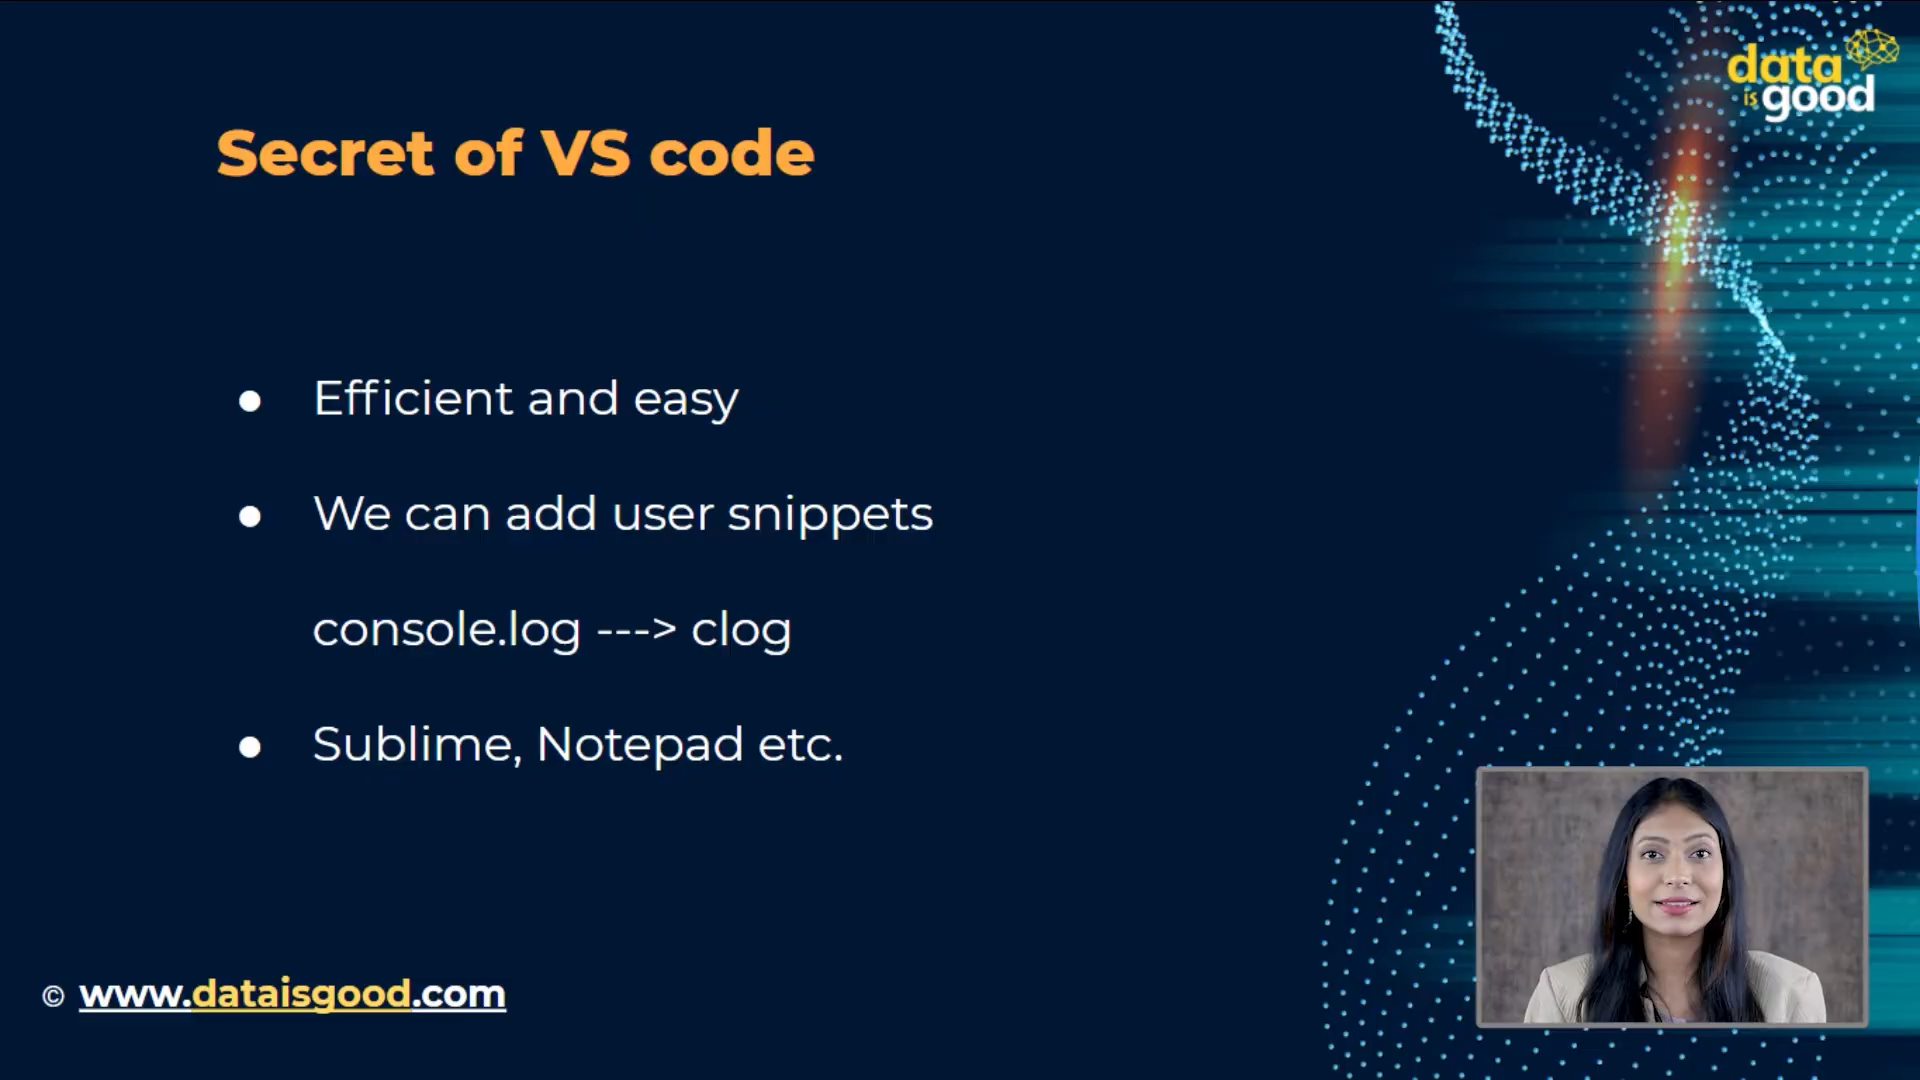 data
is good
Secret of VS code
● Efficient and easy
● We can add user snippets
console.log ---> clog
● Sublime, Notepad etc.
© www.dataisgood.com